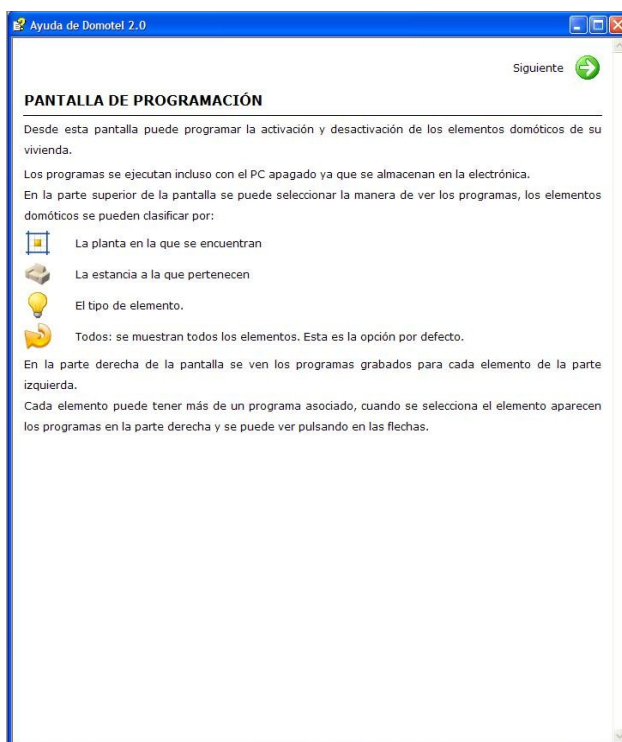 Ayuda de Domotel 2.0
Siguiente
PANTALLA DE PROGRAMACIÓN
Desde esta pantalla puede programar la activación y desactivación de los elementos domóticos de su
vivienda.
Los programas se ejecutan incluso con el PC apagado ya que se almacenan en la electrónica.
En la parte superior de la pantalla se puede seleccionar la manera de ver los programas, los elementos
domóticos se pueden clasificar por:
La planta en la que se encuentran
La estancia a la que pertenecen
El tipo de elemento.
Todos: se muestran todos los elementos. Esta es la opción por defecto.
En la parte derecha de la pantalla se ven los programas grabados para cada elemento de la parte
izquierda.
Cada elemento puede tener más de un programa asociado, cuando se selecciona el elemento aparecen
los programas en la parte derecha y se puede ver pulsando en las flechas.